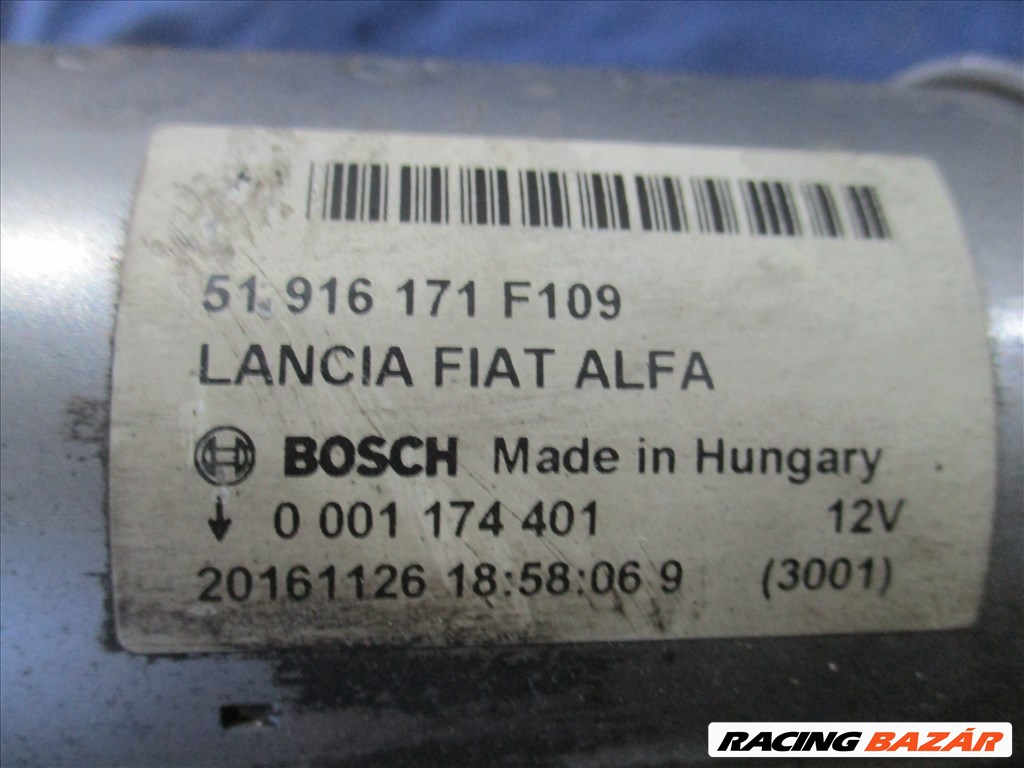 51 916 171 F109
LANCIA FIAT ALFA
BOSCH Made in Hungary
0 001 174 401 12V
20161126 18:58:06 9 (3001)
RACING BAZÁR